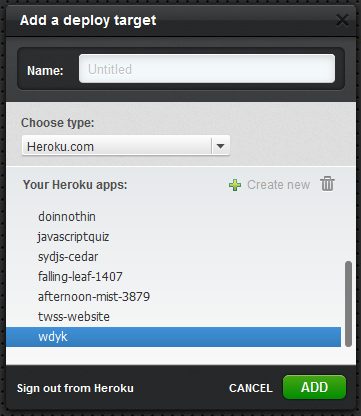 Add a deploy target
Name: Untitled
Choose type:
Heroku.com
Your Heroku apps: Create new
doinnothin
javascriptquiz
sydjs-cedar
falling-leaf-1407
afternoon-mist-3879
twss-website
wdyk
Sign out from Heroku CANCEL ADD